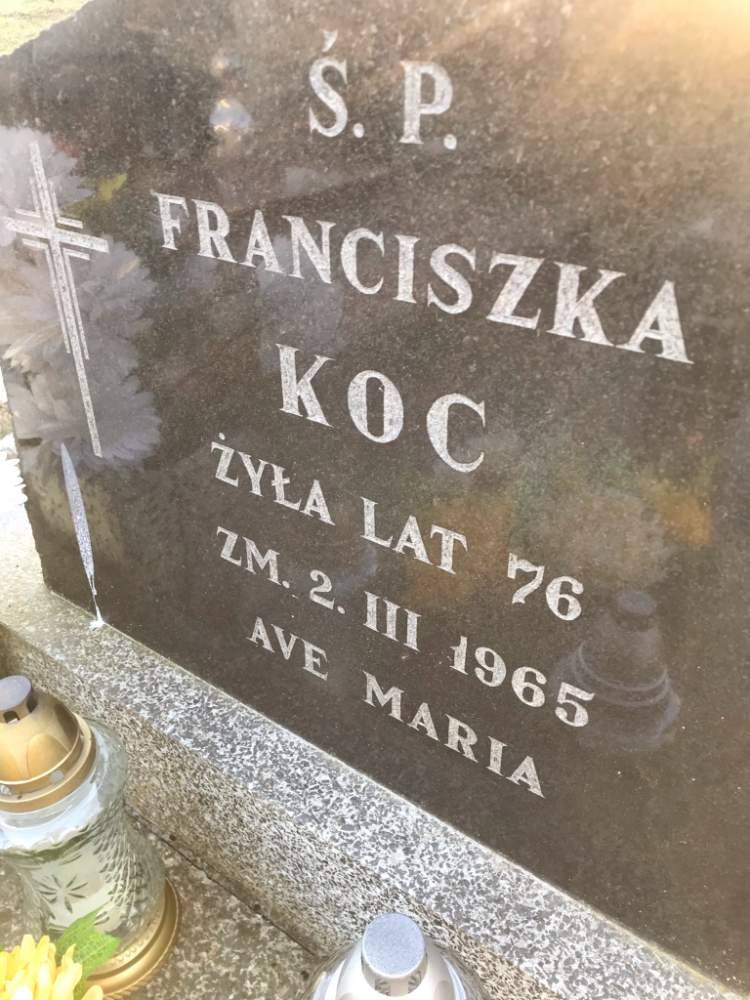 Ś. P.
FRANCISZKA
KOC
ŻYŁA LAT 76
ZM. 2. III 1965
AVE MARIA